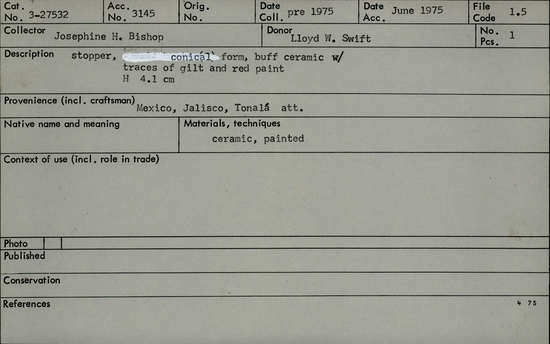 Cat. No. 3-27532 Acc. No. 3145 Orig. No. Date Coll. pre 1975 Date Acc. June 1975 File Code 1.5
Collector Josephine H. Bishop Donor Lloyd W. Swift No. Pcs. 1
Description stopper, conical form, buff ceramic w/
traces of gilt and red paint
H 4.1 cm
Provenience (incl. craftsman) Mexico, Jalisco, Tonalá att.
Native name and meaning Materials, techniques
ceramic, painted
Context of use (incl. role in trade)
Photo
Published
Conservation
References 4 75